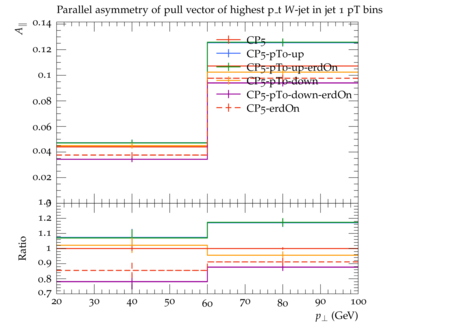 Parallel asymmetry of pull vector of highest p_t W-jet in jet 1 pT bins
A∥
0.14
0.12
0.1
0.08
0.06
0.04
0.02
CP5
CP5-pT0-up
CP5-pT0-up-erdOn
CP5-pT0-down
CP5-pT0-down-erdOn
CP5-erdOn
Ratio
1.2
1.1
1
0.9
0.8
0.7
20 30 40 50 60 70 80 90 100
p⊥ (GeV)